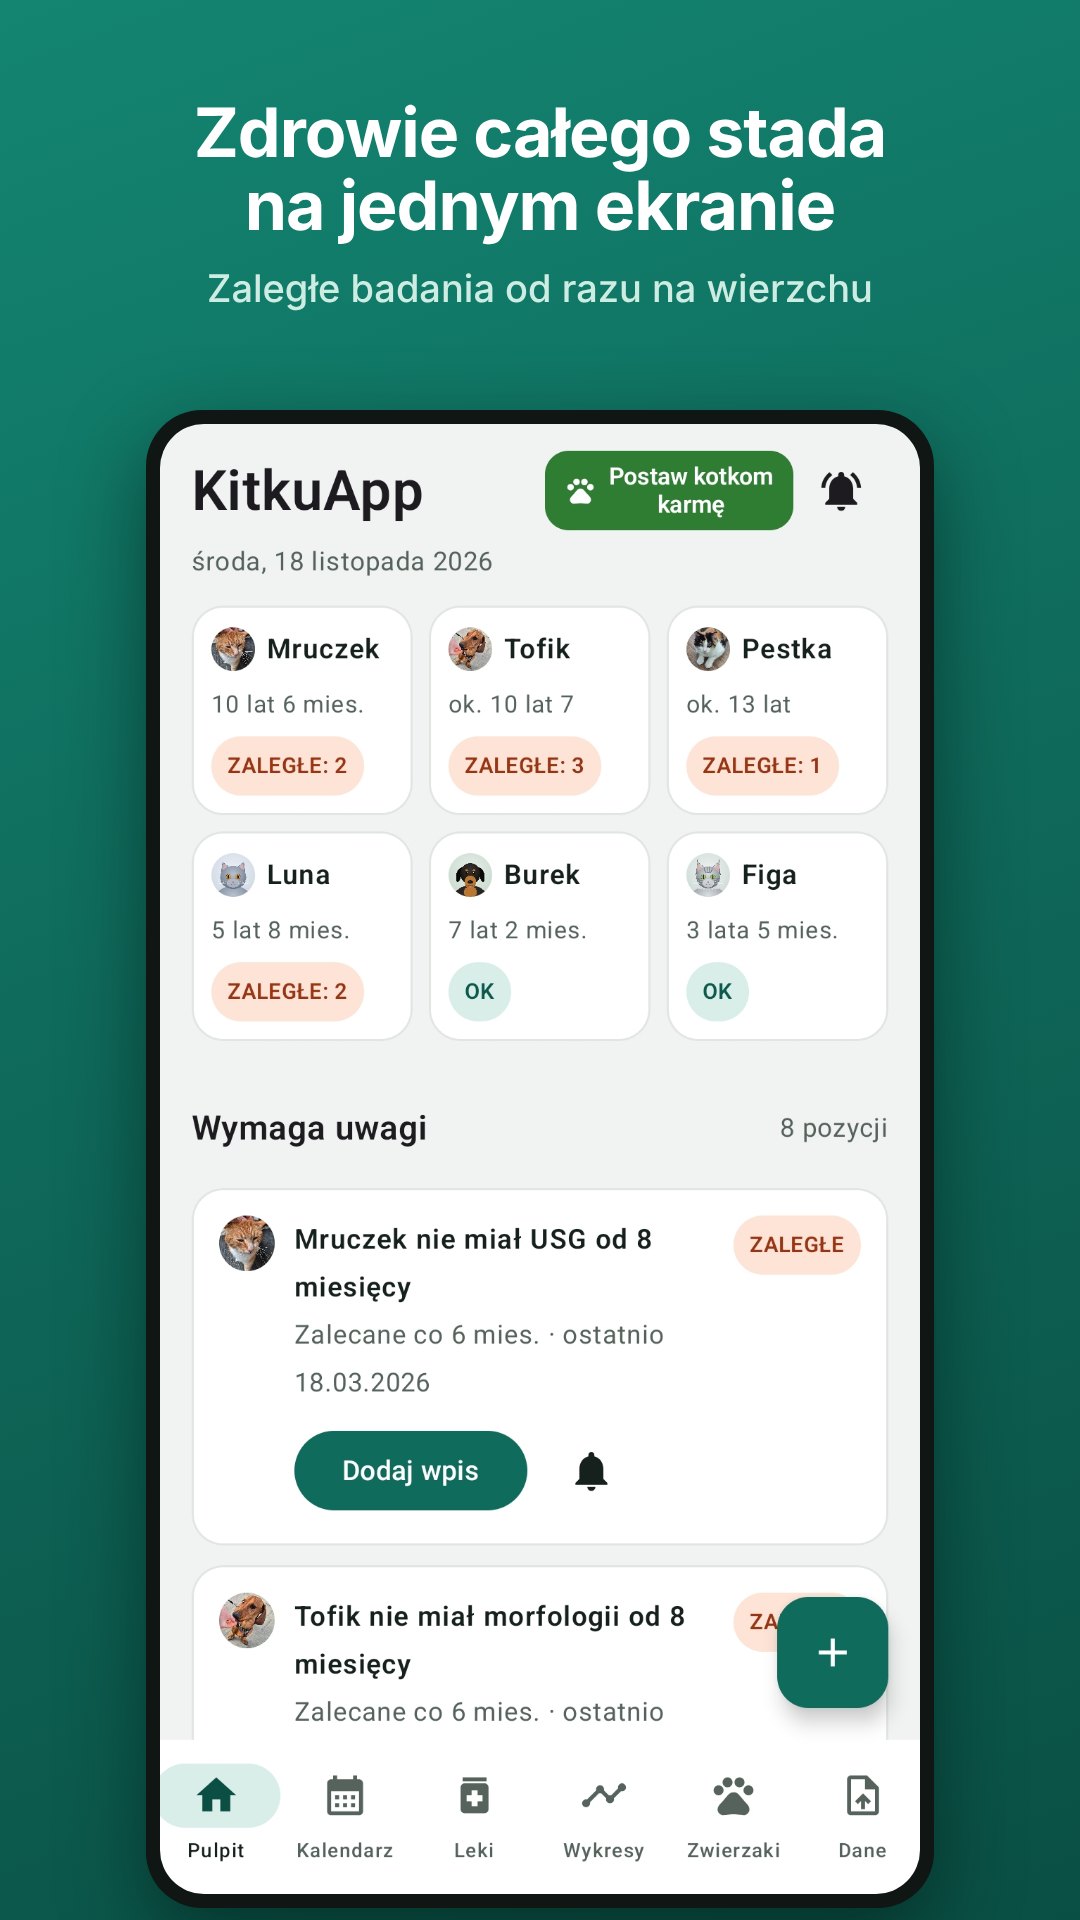 Zdrowie całego stada
na jednym ekranie
Zaległe badania od razu na wierzchu
KitkuApp
Postaw kotkom
karmę
środa, 18 listopada 2026
Mruczek
10 lat 6 mies.
ZALEGŁE: 2
Tofik
ok. 10 lat 7
ZALEGŁE: 3
Pestka
ok. 13 lat
ZALEGŁE: 1
Luna
5 lat 8 mies.
ZALEGŁE: 2
Burek
7 lat 2 mies.
OK
Figa
3 lata 5 mies.
OK
Wymaga uwagi
8 pozycji
Mruczek nie miał USG od 8
miesięcy
ZALEGŁE
Zalecane co 6 mies. · ostatnio
18.03.2026
Dodaj wpis
Tofik nie miał morfologii od 8
miesięcy
ZA
Zalecane co 6 mies. · ostatnio
Pulpit
Kalendarz
Leki
Wykresy
Zwierzaki
Dane